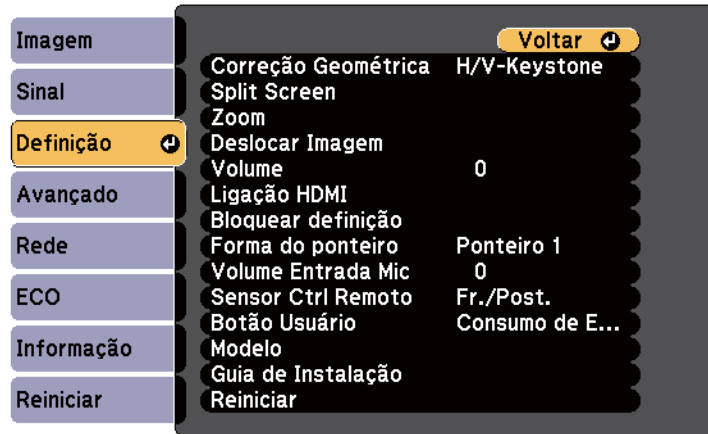 Imagem
Sinal
Definição
Avançado
Rede
ECO
Informação
Reiniciar
Voltar
Correção Geométrica H/V-Keystone
Split Screen
Zoom
Deslocar Imagem
Volume 0
Ligação HDMI
Bloquear definição
Forma do ponteiro Ponteiro 1
Volume Entrada Mic 0
Sensor Ctrl Remoto Fr./Post.
Botão Usuário Consumo de E...
Modelo
Guia de Instalação
Reiniciar